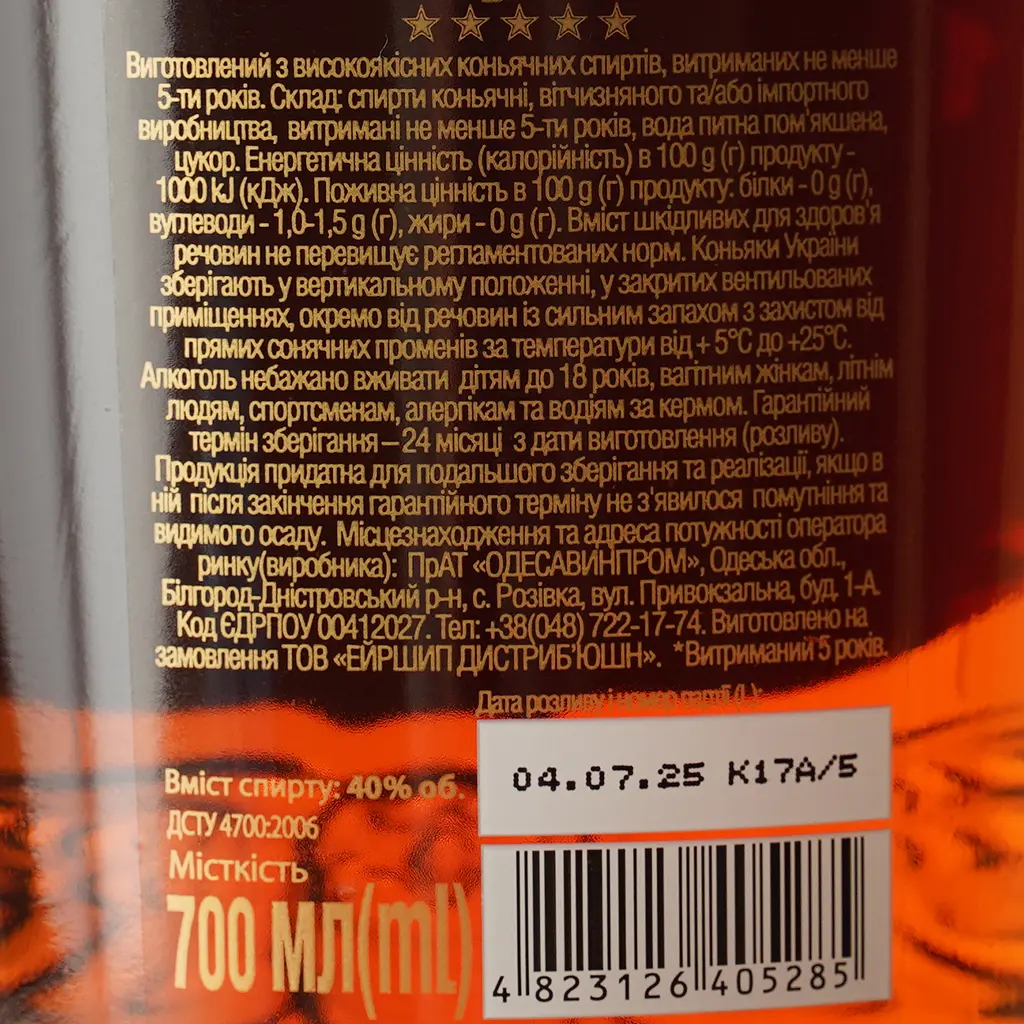 Виготовлений з високоякісних коньячних спиртів, витриманих не менше
5-ти років. Склад: спирти коньячні, вітчизняного та/або імпортного
виробництва, витримані не менше 5-ти років, вода питна пом'якшена,
цукор. Енергетична цінність (калорійність) в 100 g (г) продукту -
1000 kJ (кДж). Поживна цінність в 100 g (г) продукту: білки - 0 g (г),
вуглеводи - 1,0-1,5 g (г), жири - 0 g (г). Вміст шкідливих для здоров'я
речовин не перевищує регламентованих норм. Коньяки України
зберігають у вертикальному положенні, у закритих вентильованих
приміщеннях, окремо від речовин із сильним запахом з захистом від
прямих сонячних променів за температури від + 5°С до +25°С.
Алкоголь небажано вживати дітям до 18 років, вагітним жінкам, літнім
людям, спортсменам, алергікам та водіям за кермом. Гарантійний
термін зберігання – 24 місяці з дати виготовлення (розливу).
Продукція придатна для подальшого зберігання та реалізації, якщо в
ній після закінчення гарантійного терміну не з'явилося помутніння та
видимого осаду. Місцезнаходження та адреса потужності оператора
ринку(виробника): ПрАТ «ОДЕСАВИНПРОМ», Одеська обл.,
Білгород-Дністровський р-н, с. Розівка, вул. Привокзальна, буд. 1-А.
Код ЄДРПОУ 00412027. Тел: +38(048) 722-17-74. Виготовлено на
замовлення ТОВ «ЕЙРШИП ДИСТРИБ'ЮШН». *Витриманий 5 років.
Дата розливу і номер партії (L):
04.07.25 К17А/5
Вміст спирту: 40% об.
ДСТУ 4700:2006
Місткість
700 мл(ml)
4 823126 405285